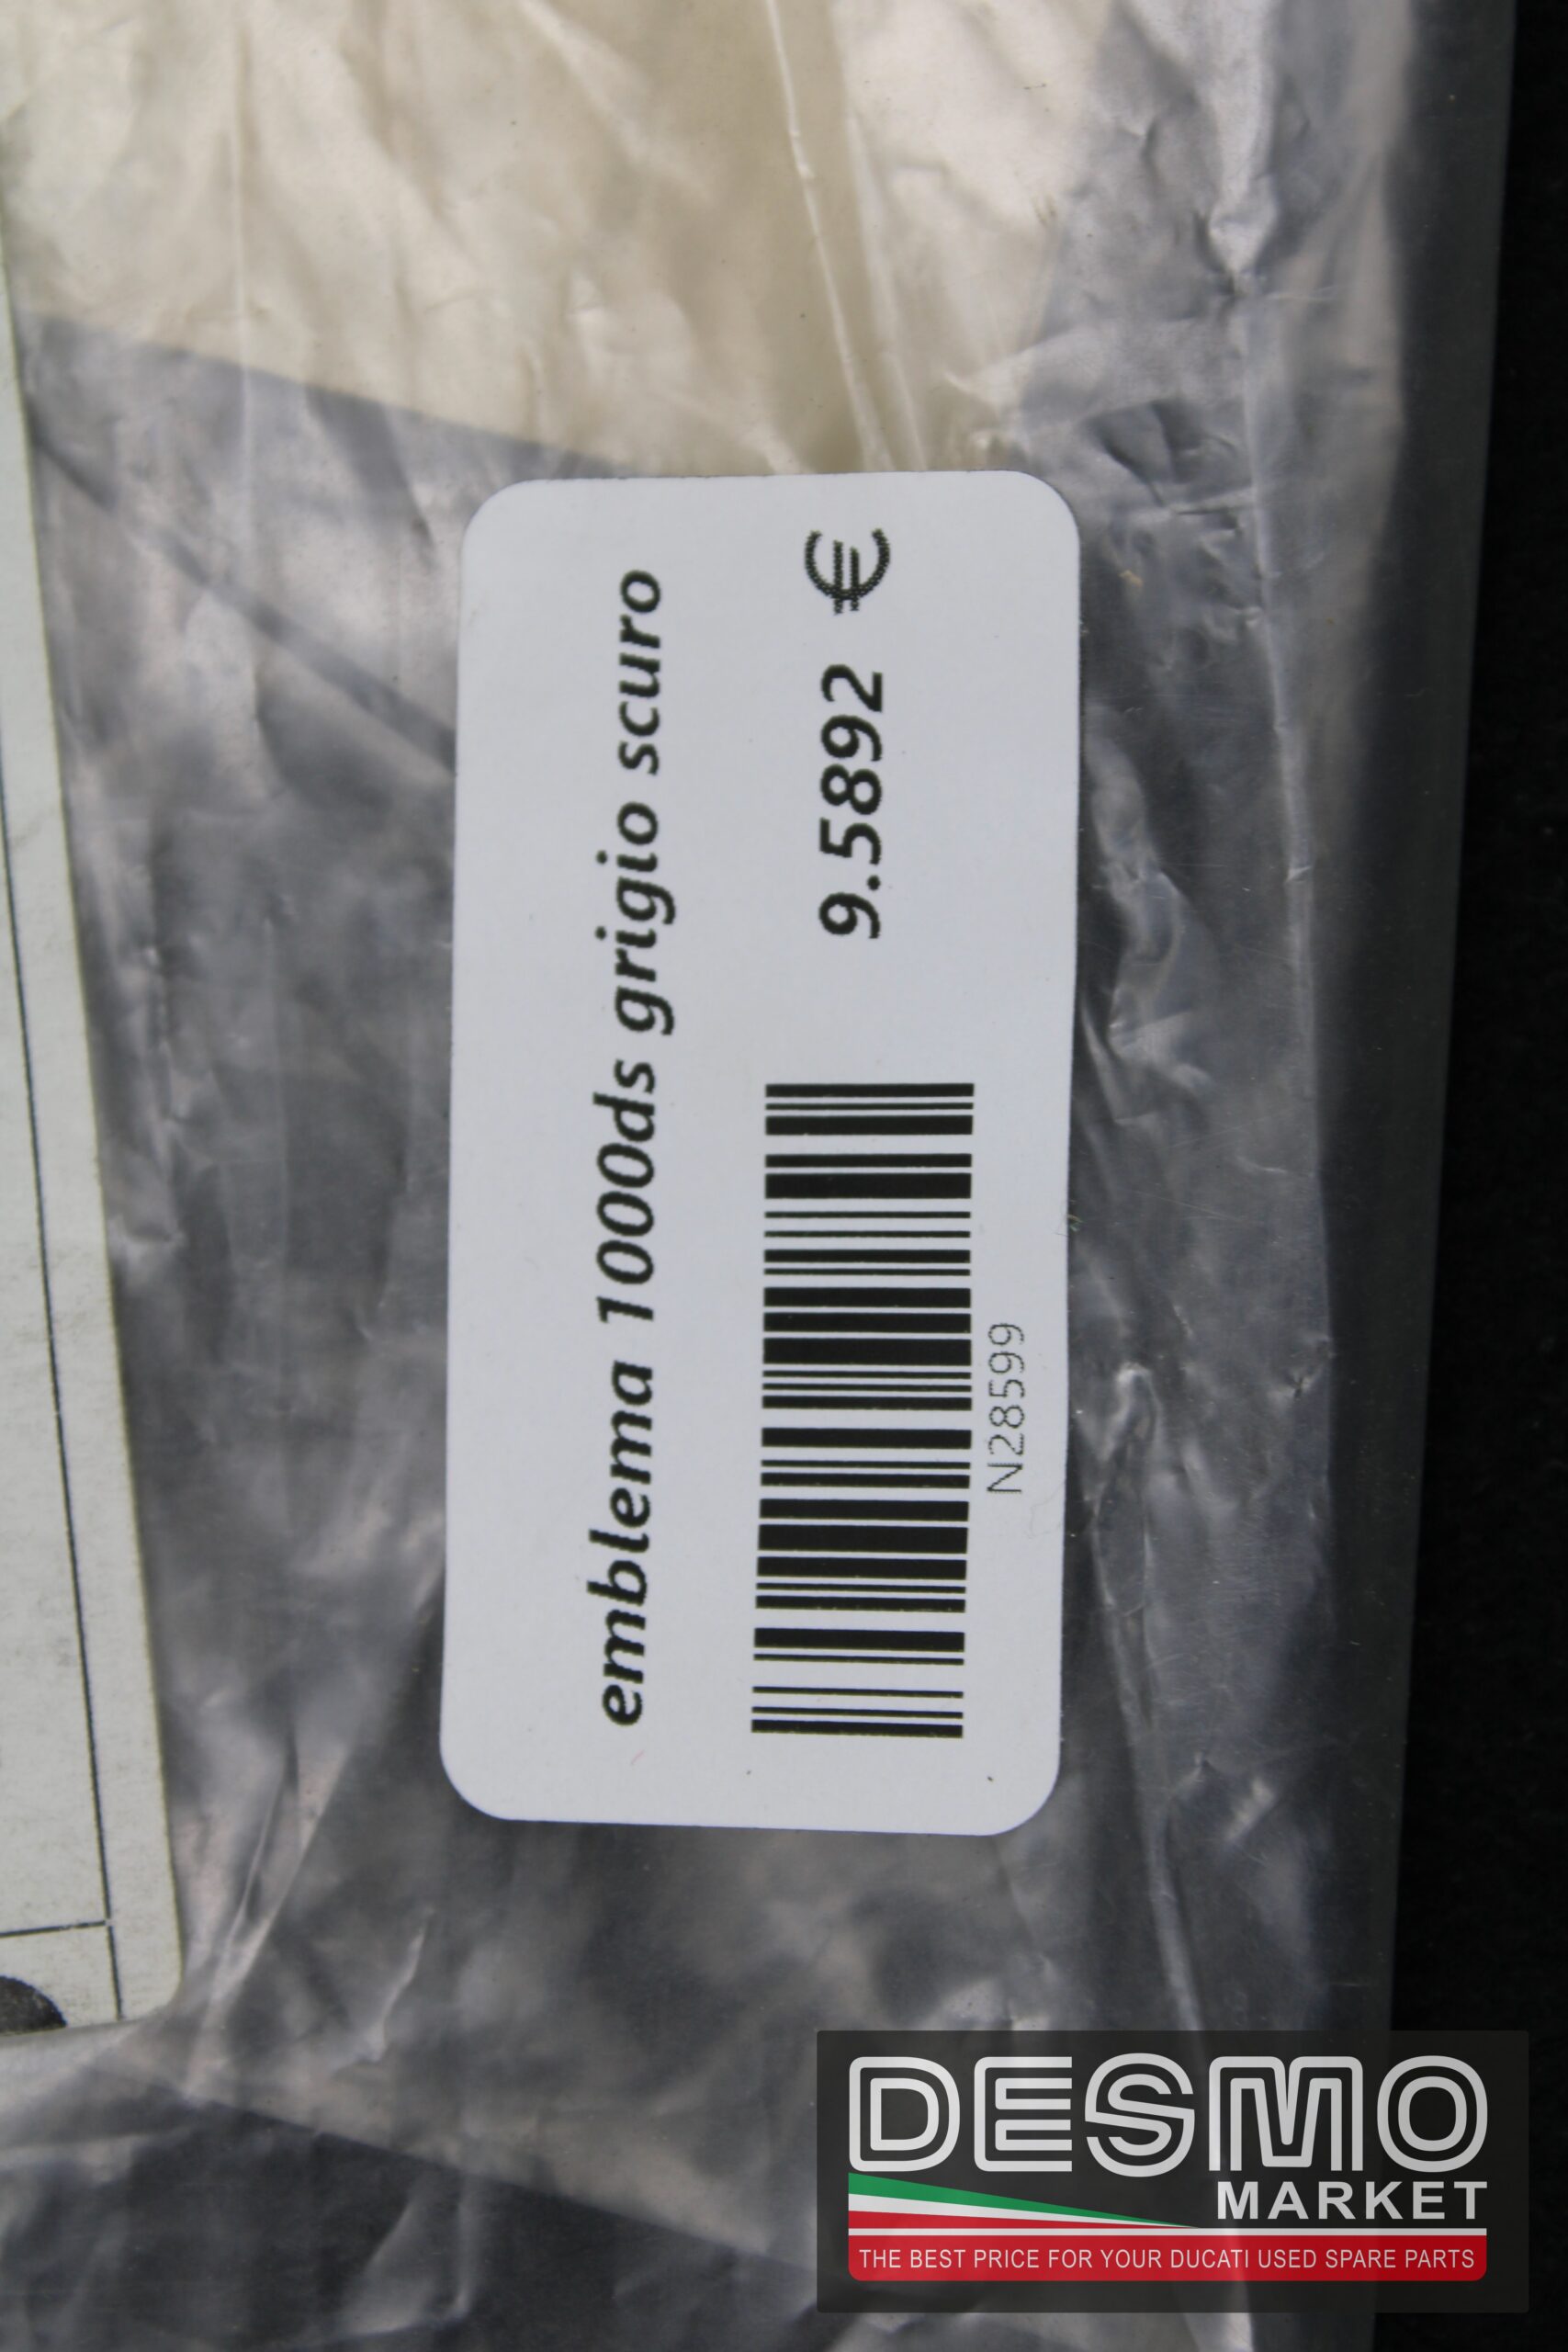 emblema 1000ds grigio scuro
9.5892 €
N28599
DESMO
MARKET
THE BEST PRICE FOR YOUR DUCATI USED SPARE PARTS